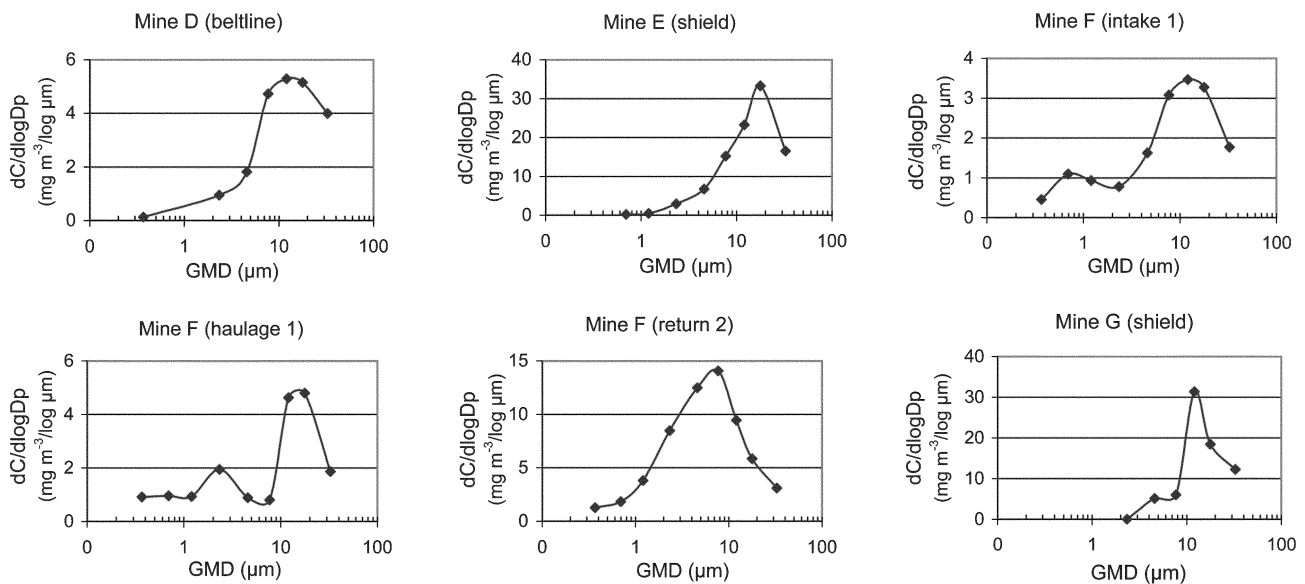 Mine D (beltline)
6
4
2
0
dC/dlogDp
(mg m⁻³/log µm)
0 1 10 100
GMD (µm)
Mine E (shield)
40
30
20
10
0
dC/dlogDp
(mg m⁻³/log µm)
0 1 10 100
GMD (µm)
Mine F (intake 1)
4
3
2
1
0
dC/dlogDp
(mg m⁻³/log µm)
0 1 10 100
GMD (µm)
Mine F (haulage 1)
6
4
2
0
dC/dlogDp
(mg m⁻³/log µm)
0 1 10 100
GMD (µm)
Mine F (return 2)
15
10
5
0
dC/dlogDp
(mg m⁻³/log µm)
0 1 10 100
GMD (µm)
Mine G (shield)
40
30
20
10
0
dC/dlogDp
(mg m⁻³/log µm)
0 1 10 100
GMD (µm)